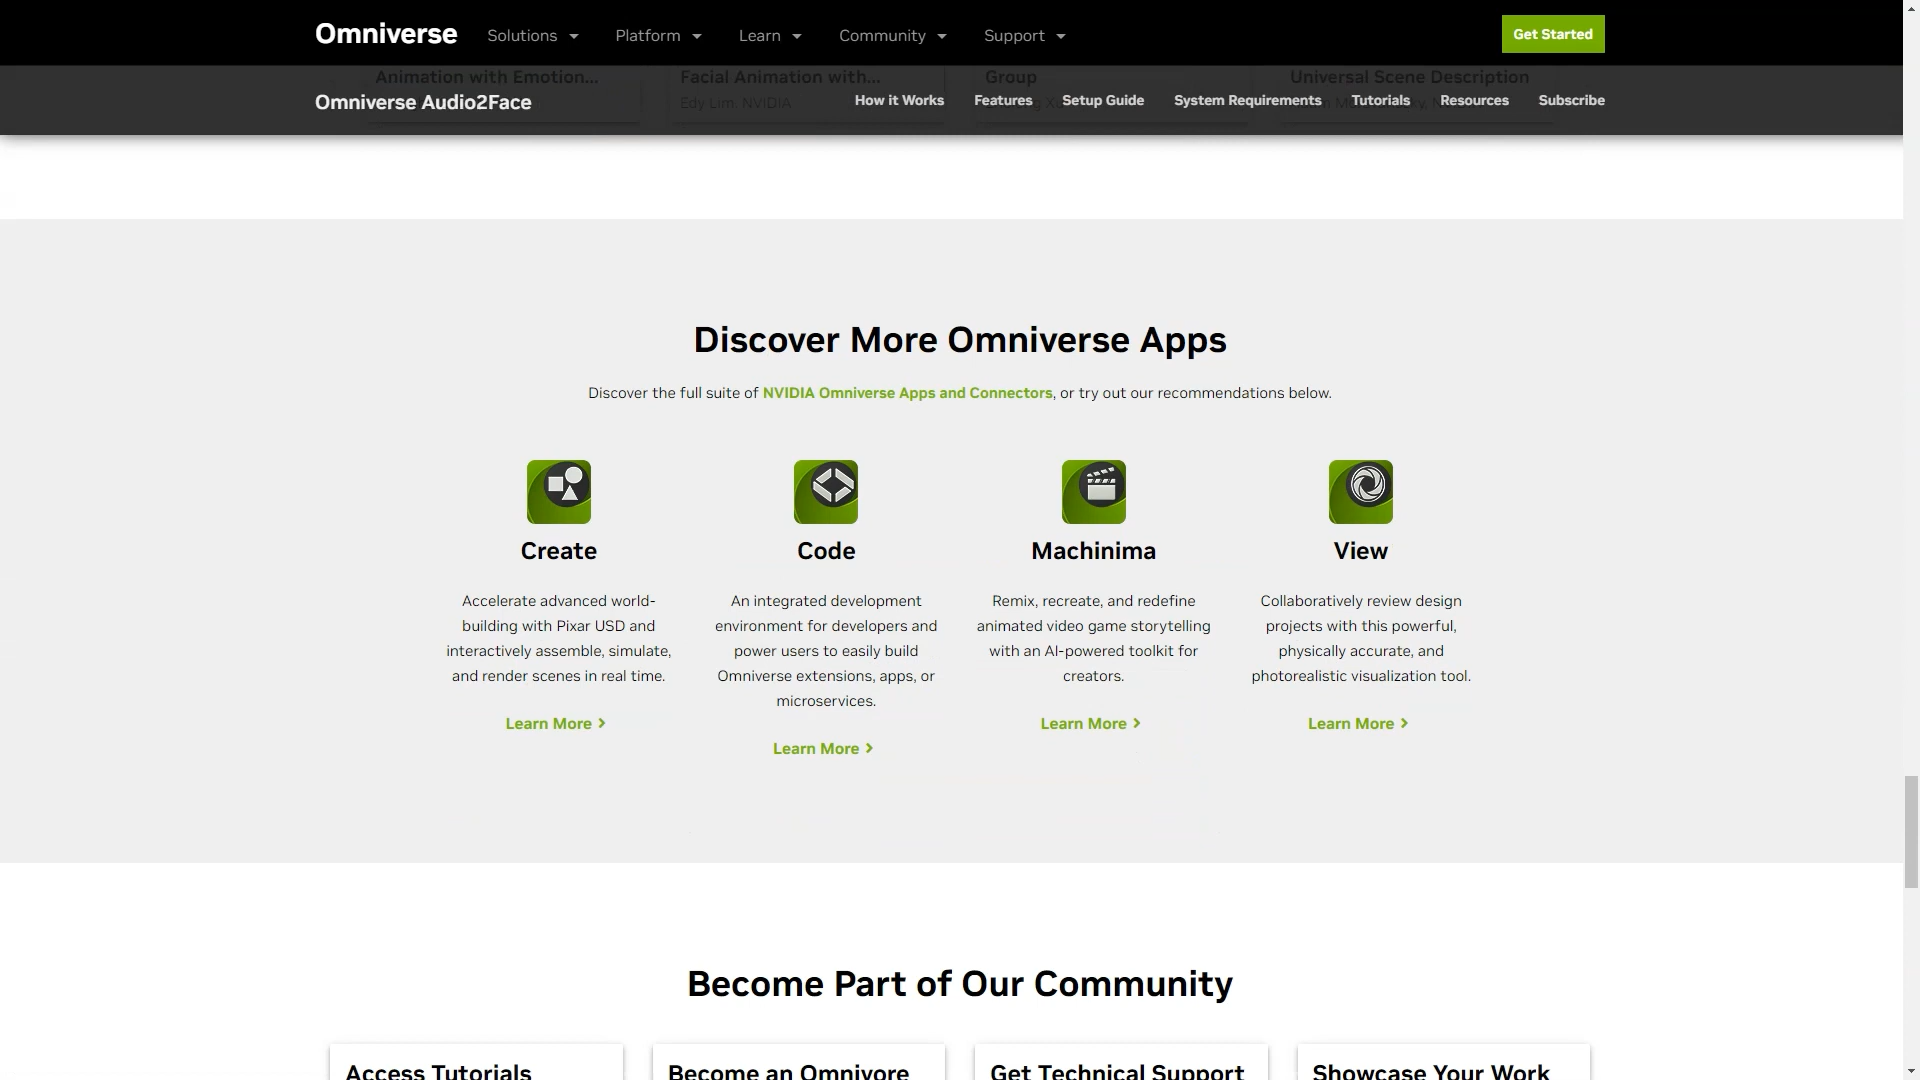 Omniverse
Solutions
Platform
Learn
Community
Support
Get Started
Animation with Emotion...
Facial Animation with...
Group
Universal Scene Description
Edy Lim, NVIDIA
Omniverse Audio2Face
How it Works
Features
Setup Guide
System Requirements
Tutorials
Resources
Subscribe
Discover More Omniverse Apps
Discover the full suite of NVIDIA Omniverse Apps and Connectors, or try out our recommendations below.
Create
Accelerate advanced world-
building with Pixar USD and
interactively assemble, simulate,
and render scenes in real time.
Learn More
Code
An integrated development
environment for developers and
power users to easily build
Omniverse extensions, apps, or
microservices.
Learn More
Machinima
Remix, recreate, and redefine
animated video game storytelling
with an AI-powered toolkit for
creators.
Learn More
View
Collaboratively review design
projects with this powerful,
physically accurate, and
photorealistic visualization tool.
Learn More
Become Part of Our Community
Access Tutorials
Become an Omnivore
Get Technical Support
Showcase Your Work